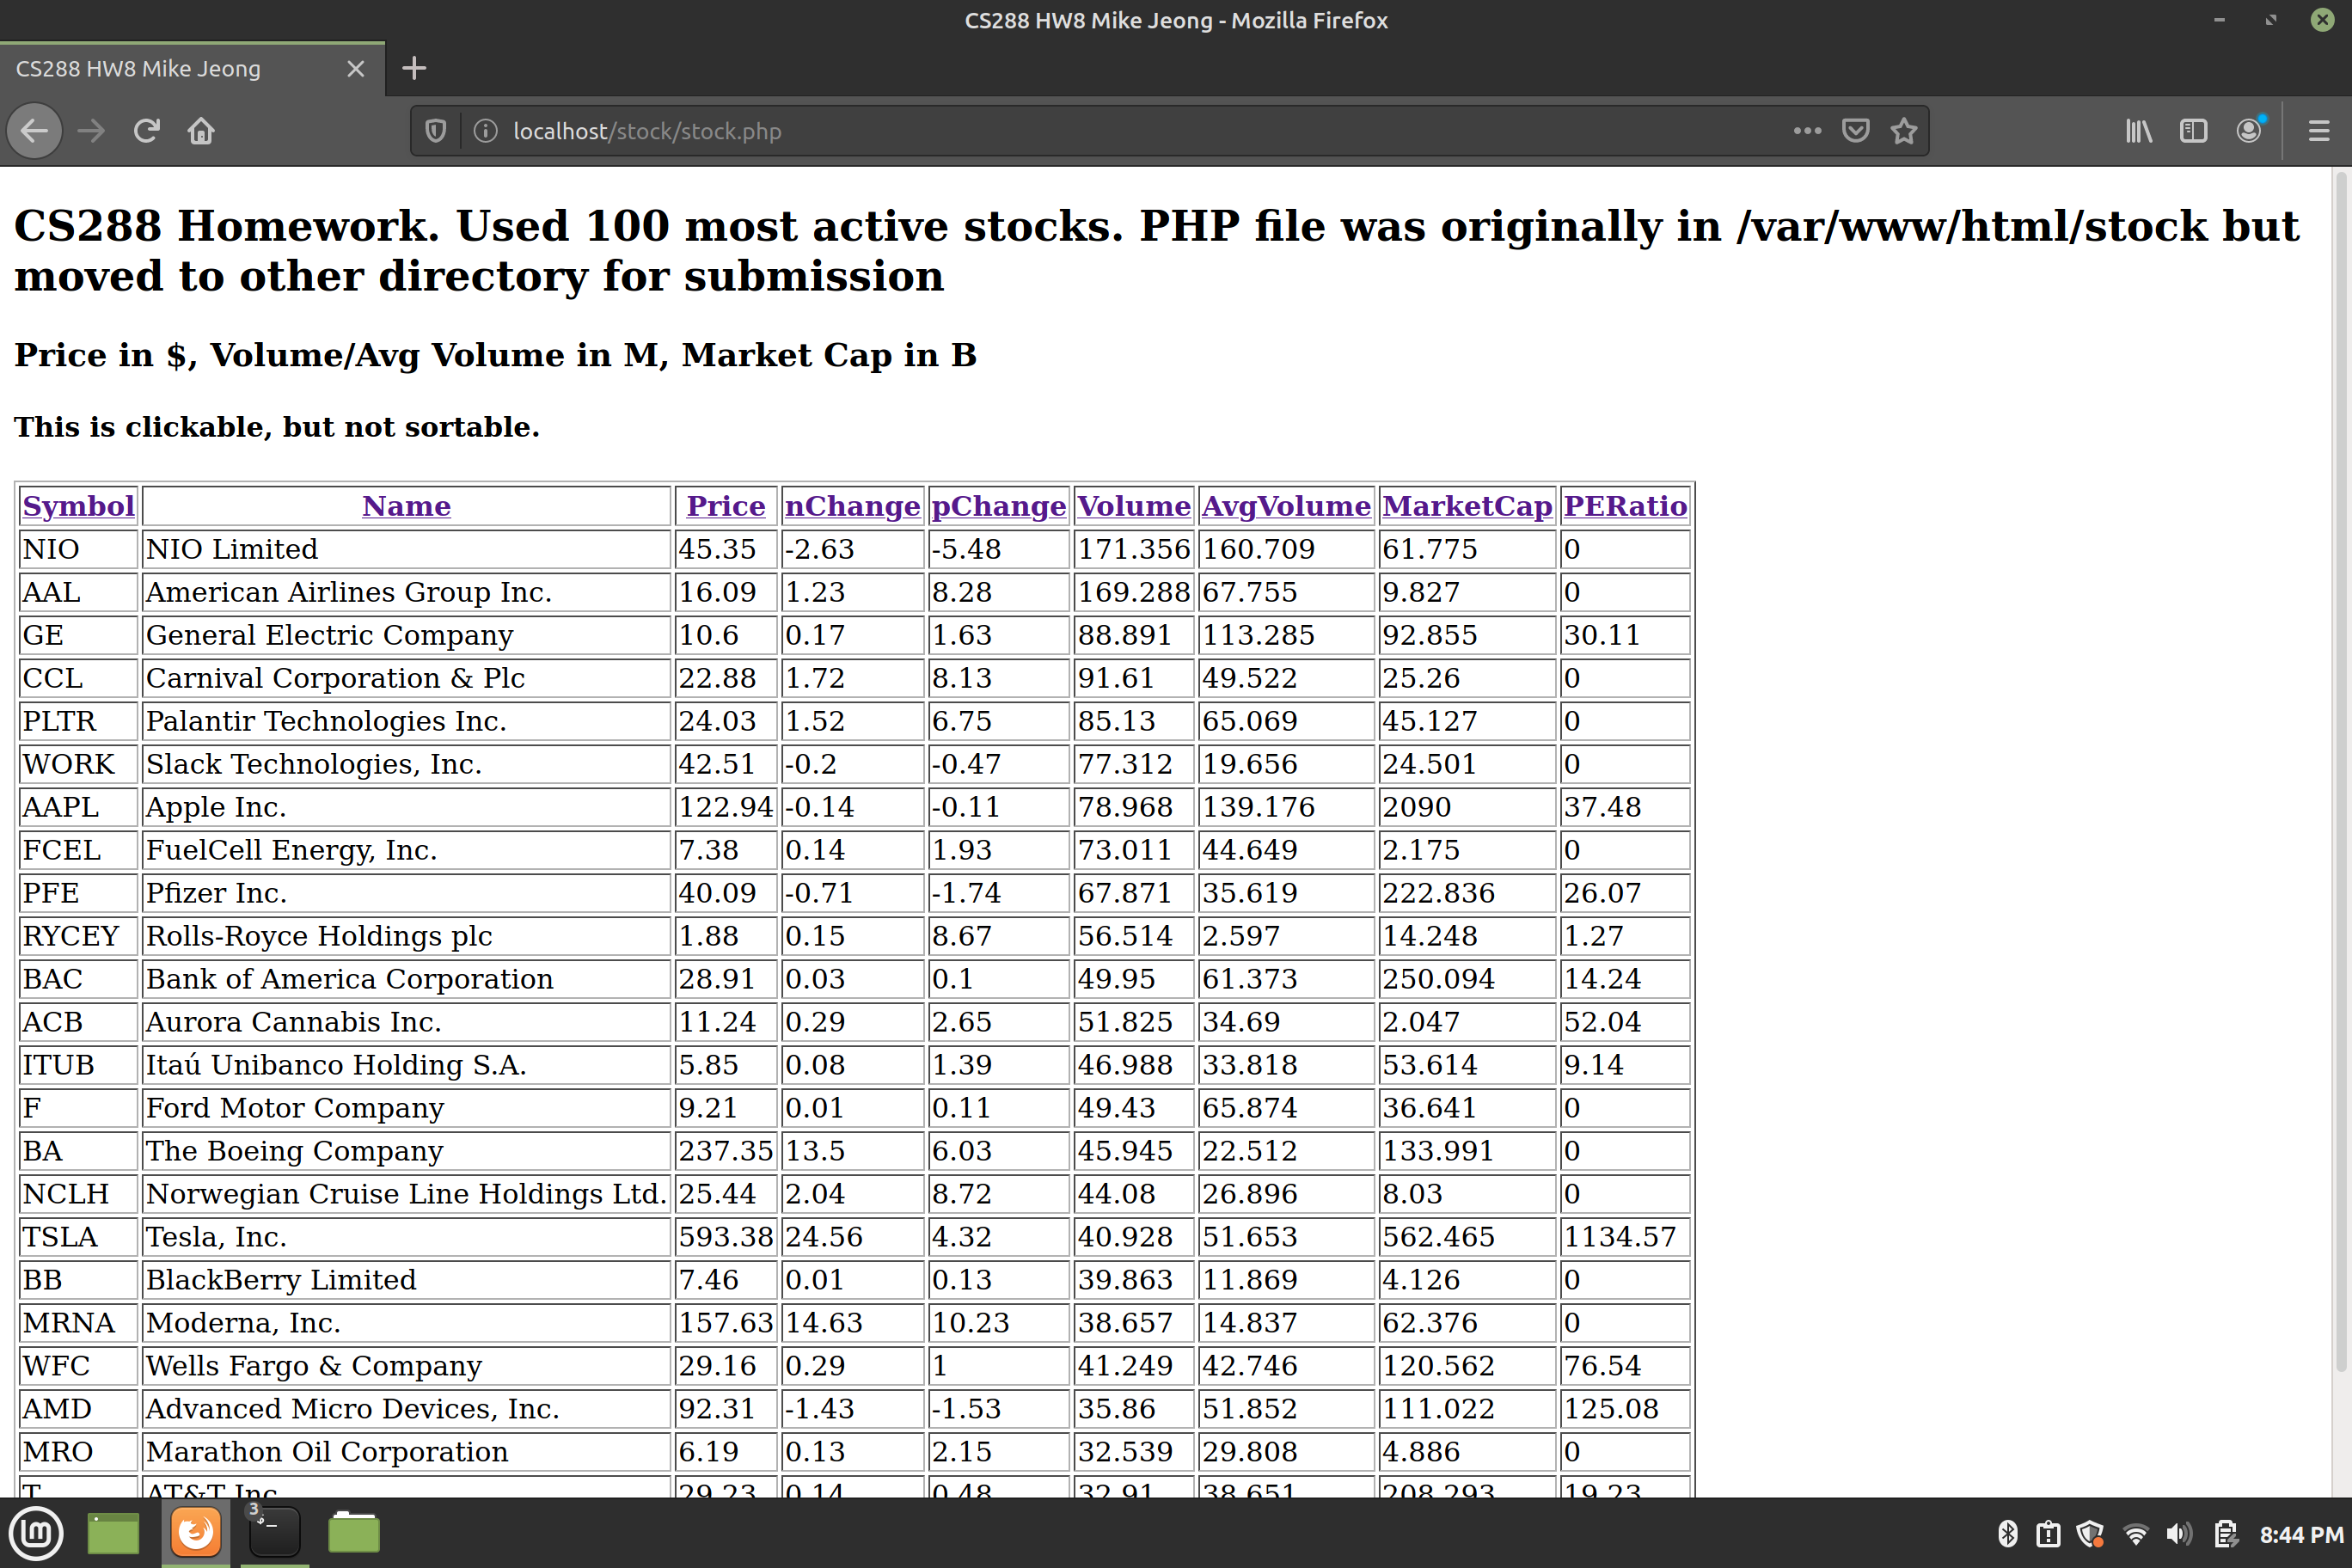 CS288 HW8 Mike Jeong - Mozilla Firefox
CS288 HW8 Mike Jeong
localhost/stock/stock.php
CS288 Homework. Used 100 most active stocks. PHP file was originally in /var/www/html/stock but
moved to other directory for submission
Price in $, Volume/Avg Volume in M, Market Cap in B
This is clickable, but not sortable.
Symbol Name Price nChange pChange Volume AvgVolume MarketCap PERatio
NIO NIO Limited 45.35 -2.63 -5.48 171.356 160.709 61.775 0
AAL American Airlines Group Inc. 16.09 1.23 8.28 169.288 67.755 9.827 0
GE General Electric Company 10.6 0.17 1.63 88.891 113.285 92.855 30.11
CCL Carnival Corporation & Plc 22.88 1.72 8.13 91.61 49.522 25.26 0
PLTR Palantir Technologies Inc. 24.03 1.52 6.75 85.13 65.069 45.127 0
WORK Slack Technologies, Inc. 42.51 -0.2 -0.47 77.312 19.656 24.501 0
AAPL Apple Inc. 122.94 -0.14 -0.11 78.968 139.176 2090 37.48
FCEL FuelCell Energy, Inc. 7.38 0.14 1.93 73.011 44.649 2.175 0
PFE Pfizer Inc. 40.09 -0.71 -1.74 67.871 35.619 222.836 26.07
RYCEY Rolls-Royce Holdings plc 1.88 0.15 8.67 56.514 2.597 14.248 1.27
BAC Bank of America Corporation 28.91 0.03 0.1 49.95 61.373 250.094 14.24
ACB Aurora Cannabis Inc. 11.24 0.29 2.65 51.825 34.69 2.047 52.04
ITUB Itaú Unibanco Holding S.A. 5.85 0.08 1.39 46.988 33.818 53.614 9.14
F Ford Motor Company 9.21 0.01 0.11 49.43 65.874 36.641 0
BA The Boeing Company 237.35 13.5 6.03 45.945 22.512 133.991 0
NCLH Norwegian Cruise Line Holdings Ltd. 25.44 2.04 8.72 44.08 26.896 8.03 0
TSLA Tesla, Inc. 593.38 24.56 4.32 40.928 51.653 562.465 1134.57
BB BlackBerry Limited 7.46 0.01 0.13 39.863 11.869 4.126 0
MRNA Moderna, Inc. 157.63 14.63 10.23 38.657 14.837 62.376 0
WFC Wells Fargo & Company 29.16 0.29 1 41.249 42.746 120.562 76.54
AMD Advanced Micro Devices, Inc. 92.31 -1.43 -1.53 35.86 51.852 111.022 125.08
MRO Marathon Oil Corporation 6.19 0.13 2.15 32.539 29.808 4.886 0
T AT&T Inc. 29.23 0.14 0.48 32.91 38.651 208.293 19.23
3
$_
8:44 PM